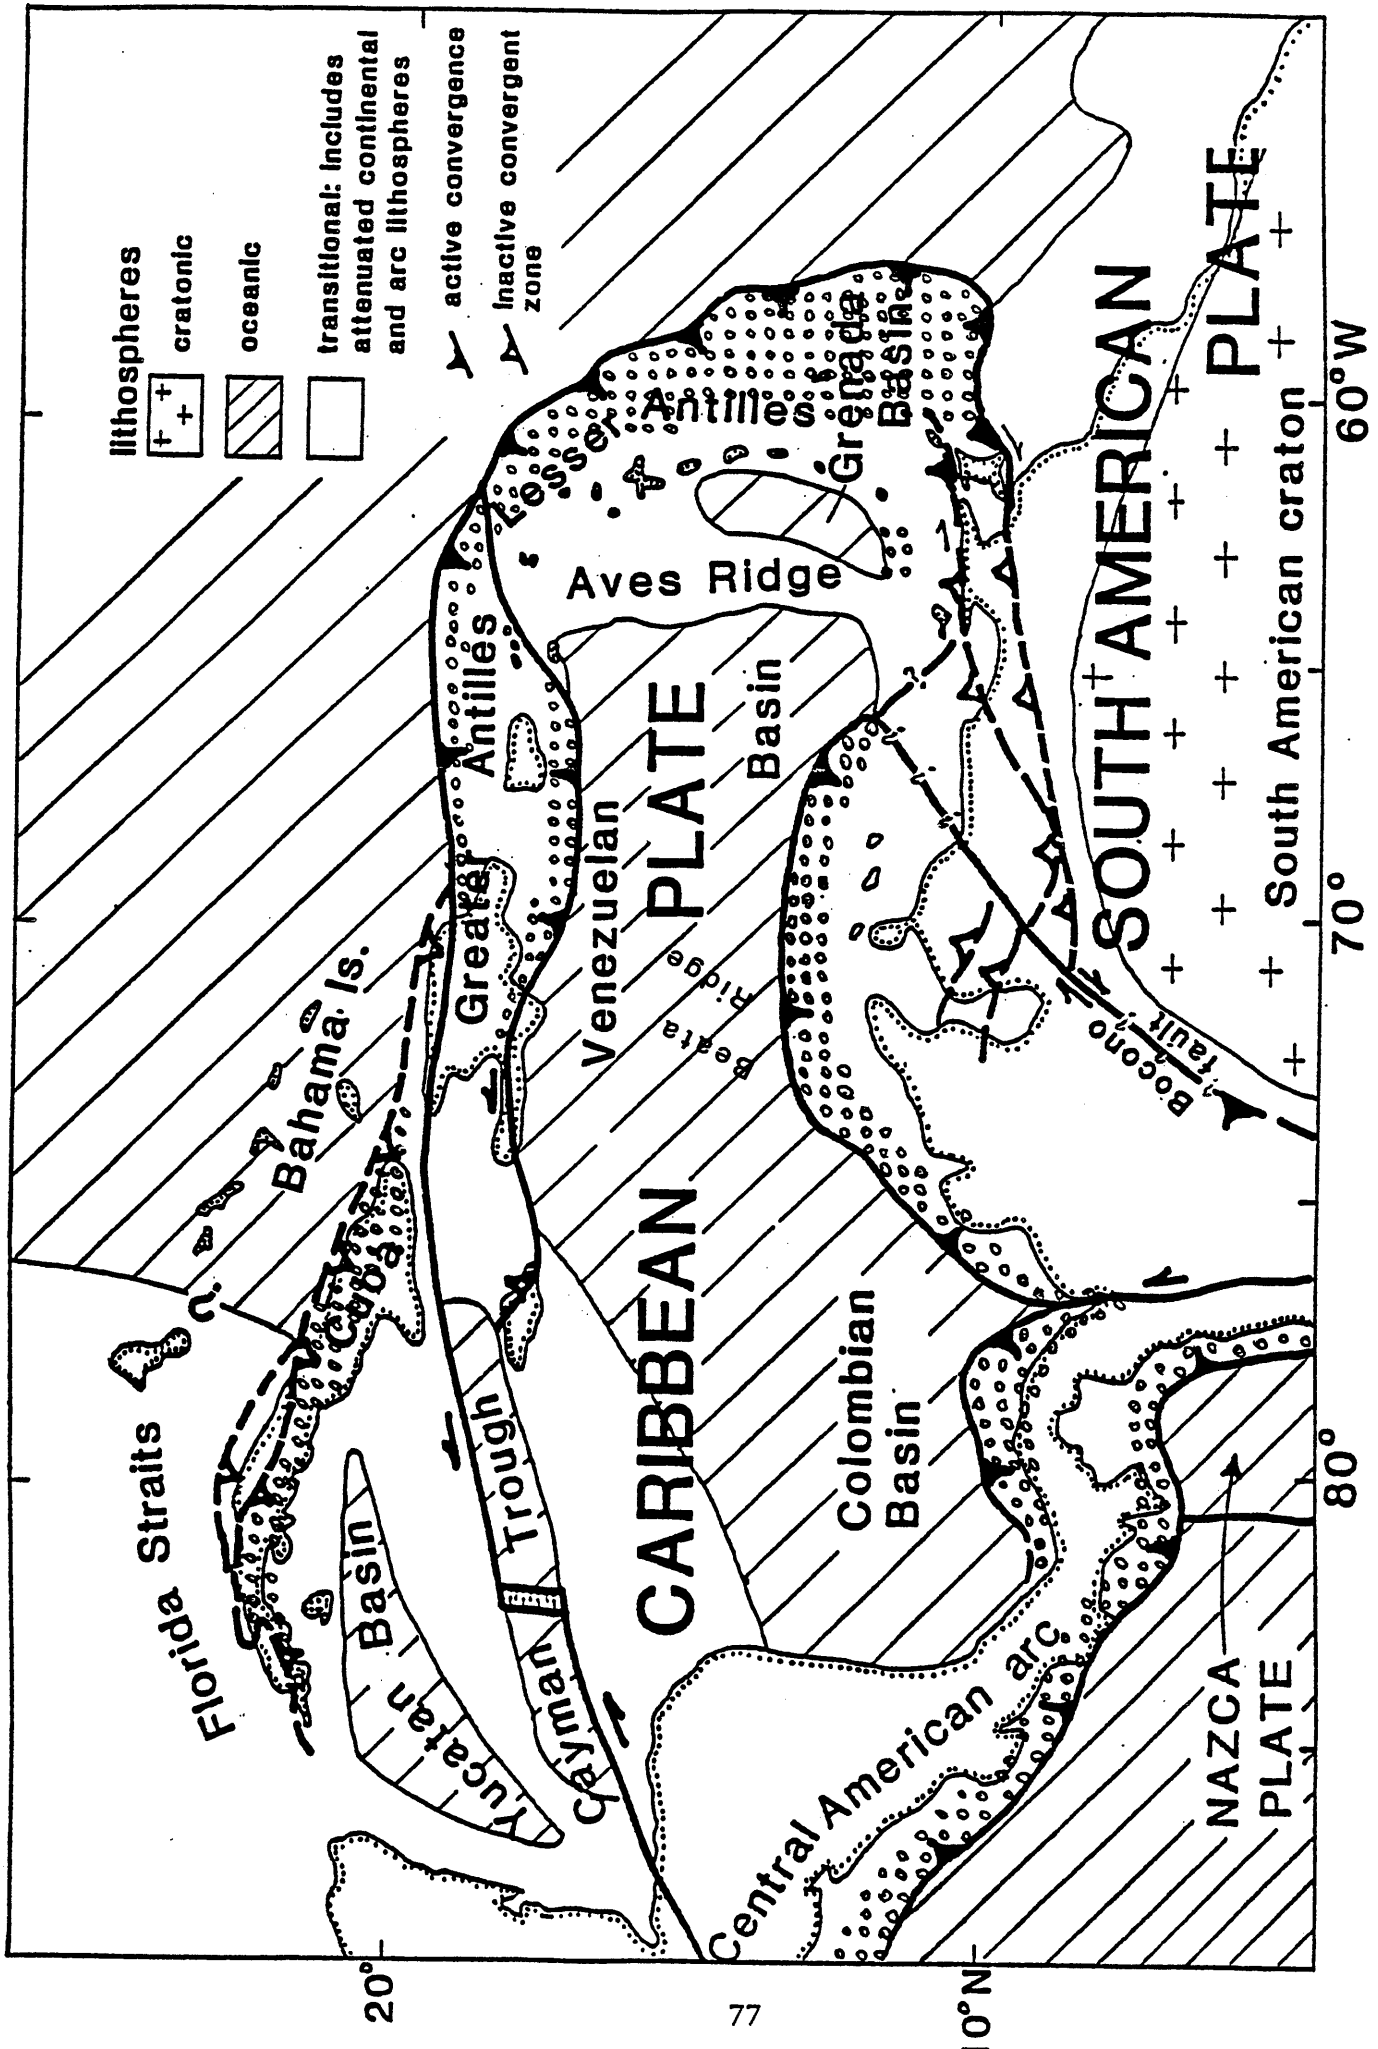 lithospheres
cratonic
oceanic
transitional: includes
attenuated continental
and arc lithospheres
active convergence
inactive convergent
zone
Florida Straits
Bahama Is.
Cuba
Yucatan
Basin
Cayman
Trough
Greater
Antilles
Lesser
Antilles
Aves Ridge
Grenada
Basin
Venezuelan
Basin
Beata
Ridge
CARIBBEAN
PLATE
Colombian
Basin
Central American arc
Bocono
fault
SOUTH AMERICAN
PLATE
South American craton
NAZCA
PLATE
20°
10°N
80°
70°
60°W
?
77